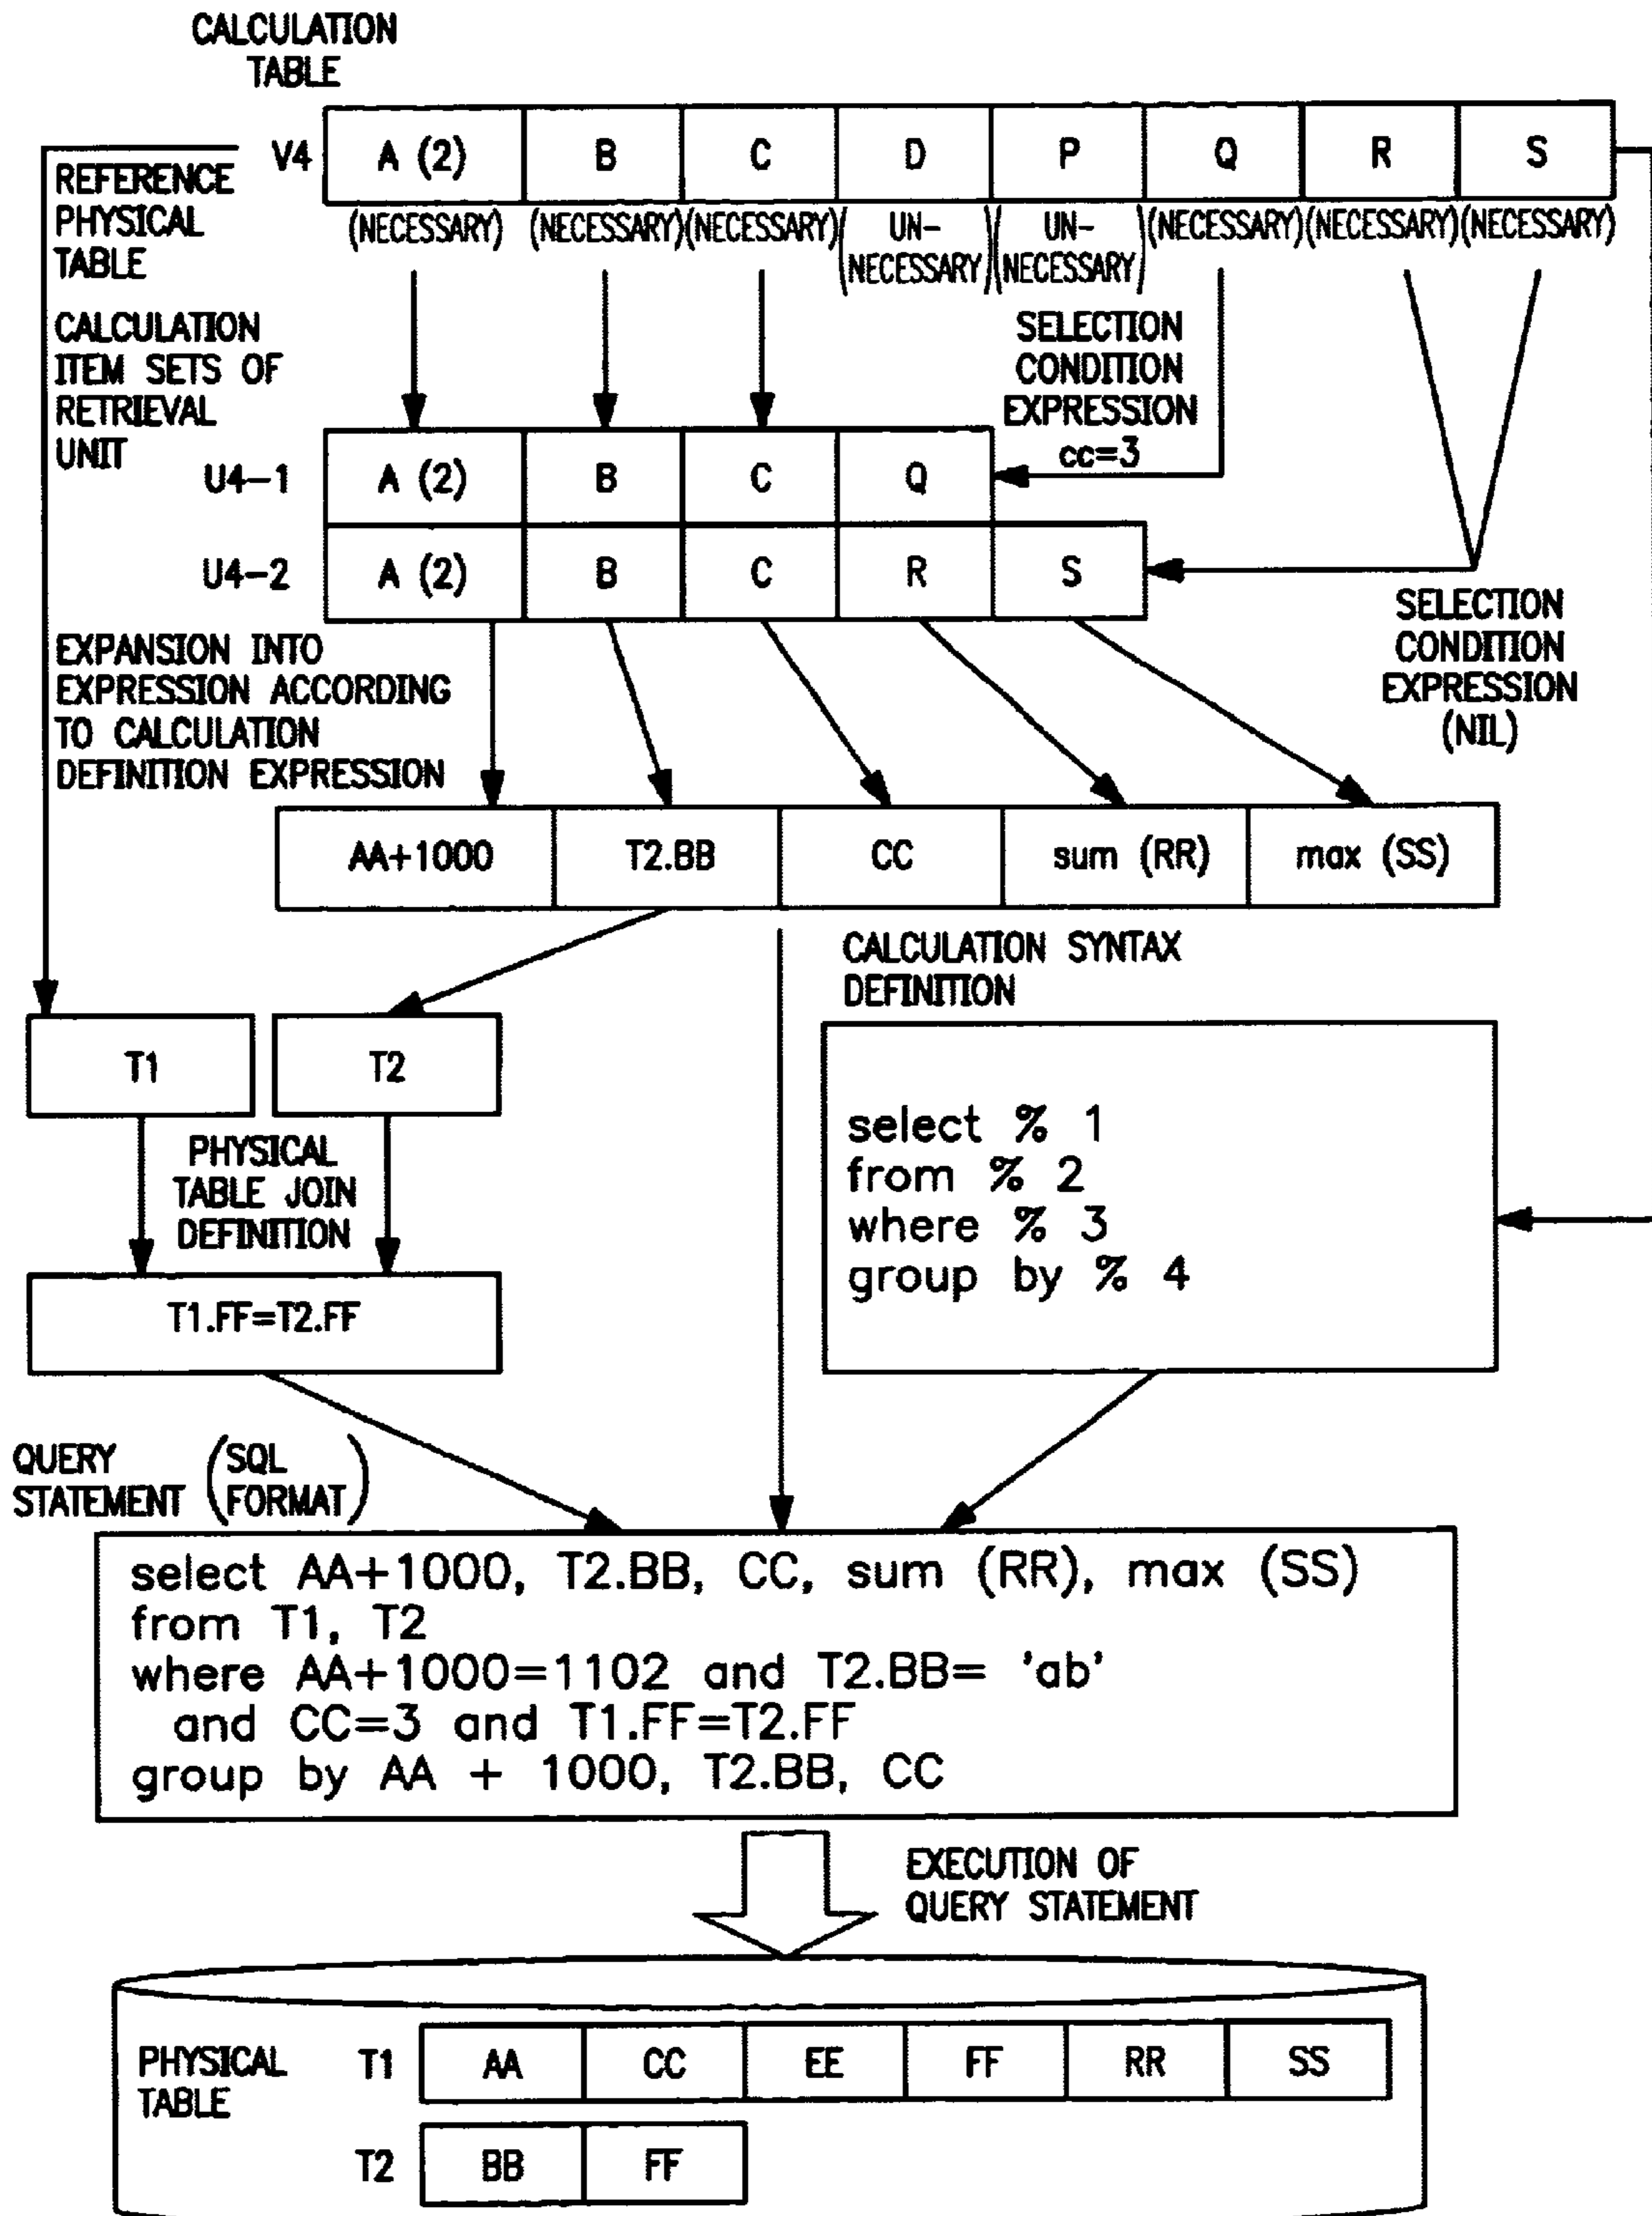 CALCULATION
TABLE
V4 A (2) B C D P Q R S
(NECESSARY) (NECESSARY) (NECESSARY) (UN-NECESSARY) (UN-NECESSARY) (NECESSARY) (NECESSARY) (NECESSARY)
REFERENCE
PHYSICAL
TABLE
CALCULATION
ITEM SETS OF
RETRIEVAL
UNIT
SELECTION
CONDITION
EXPRESSION
cc=3
U4-1 A (2) B C Q
U4-2 A (2) B C R S
SELECTION
CONDITION
EXPRESSION
(NIL)
EXPANSION INTO
EXPRESSION ACCORDING
TO CALCULATION
DEFINITION EXPRESSION
AA+1000 T2.BB CC sum (RR) max (SS)
CALCULATION SYNTAX
DEFINITION
T1 T2
select % 1
from % 2
where % 3
group by % 4
PHYSICAL
TABLE JOIN
DEFINITION
T1.FF=T2.FF
QUERY
STATEMENT
(SQL
FORMAT)
select AA+1000, T2.BB, CC, sum (RR), max (SS)
from T1, T2
where AA+1000=1102 and T2.BB= 'ab'
and CC=3 and T1.FF=T2.FF
group by AA + 1000, T2.BB, CC
EXECUTION OF
QUERY STATEMENT
PHYSICAL
TABLE
T1 AA CC EE FF RR SS
T2 BB FF